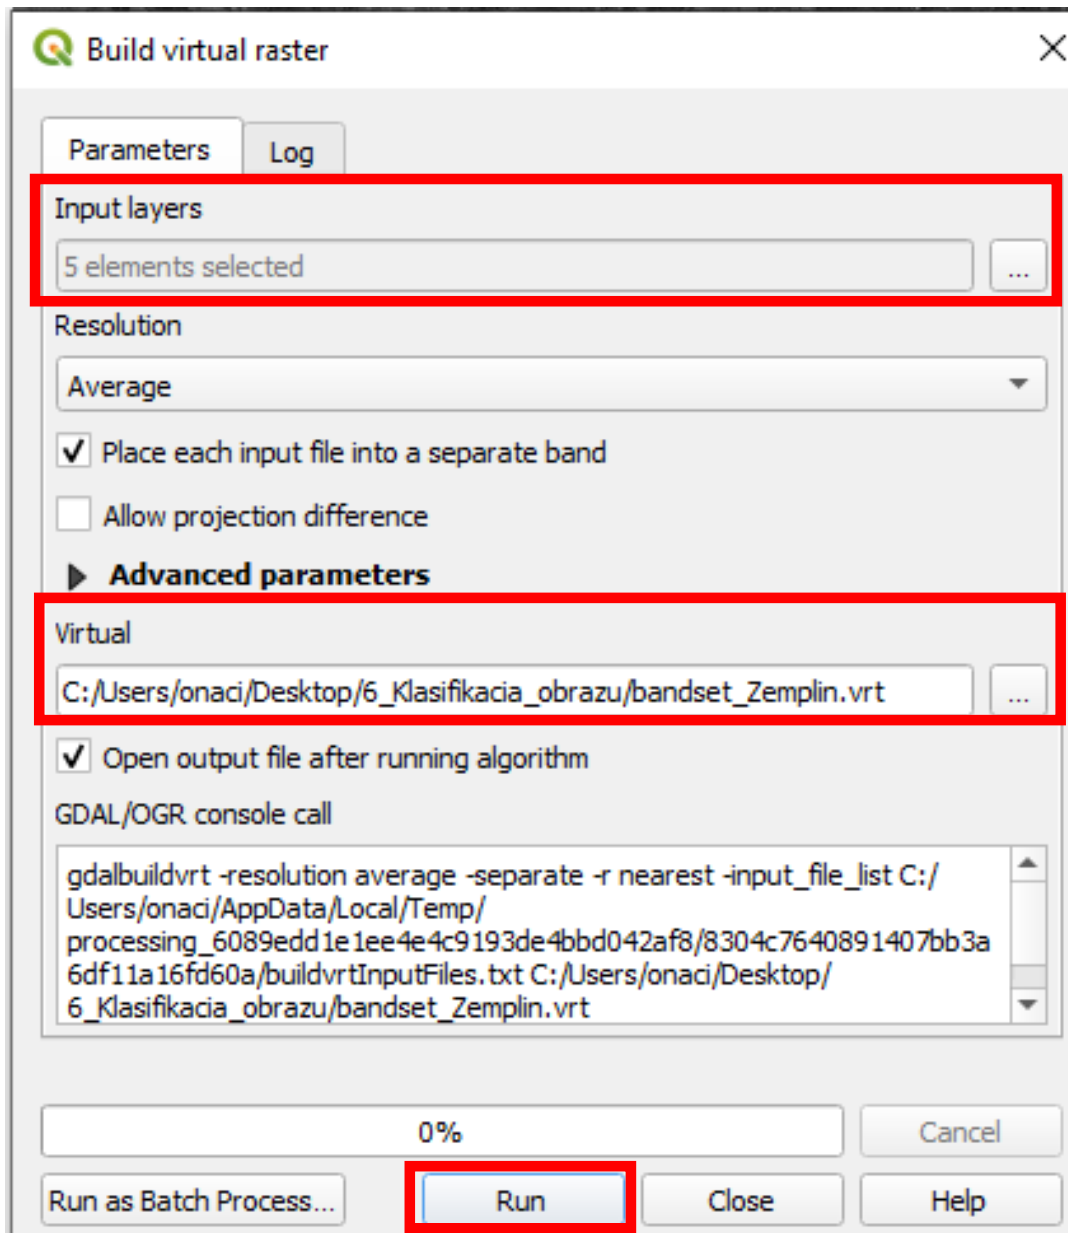 Build virtual raster
Parameters
Log
Input layers
5 elements selected
...
Resolution
Average
Place each input file into a separate band
Allow projection difference
Advanced parameters
Virtual
C:/Users/onaci/Desktop/6_Klasifikacia_obrazu/bandset_Zemplin.vrt
...
Open output file after running algorithm
GDAL/OGR console call
gdalbuildvrt -resolution average -separate -r nearest -input_file_list C:/
Users/onaci/AppData/Local/Temp/
processing_6089edd1e1ee4e4c9193de4bbd042af8/8304c7640891407bb3a
6df11a16fd60a/buildvrtInputFiles.txt C:/Users/onaci/Desktop/
6_Klasifikacia_obrazu/bandset_Zemplin.vrt
0%
Cancel
Run as Batch Process...
Run
Close
Help